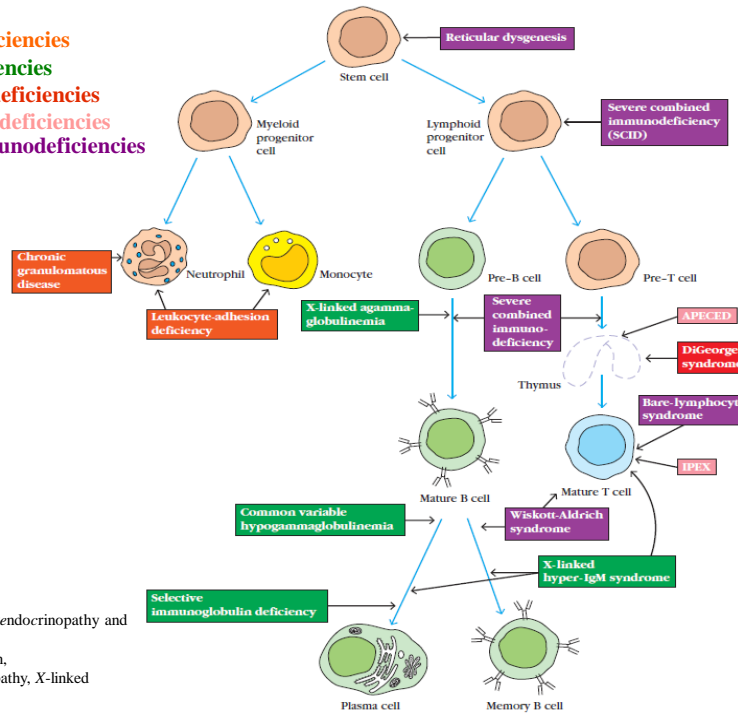 ciencies
encies
deficiencies
deficiencies
unodeficiencies
Reticular dysgenesis
Stem cell
Myeloid
progenitor
cell
Lymphoid
progenitor
cell
Severe combined
immunodeficiency
(SCID)
Chronic
granulomatous
disease
Neutrophil
Monocyte
Pre-B cell
Pre-T cell
Leukocyte-adhesion
deficiency
X-linked agamma-
globulinemia
Severe
combined
immuno-
deficiency
APECED
DiGeorge
syndrome
Thymus
Bare-lymphocyt
syndrome
IPEX
Mature B cell
Mature T cell
Common variable
hypogammaglobulinemia
Wiskott-Aldrich
syndrome
X-linked
hyper-IgM syndrome
Selective
immunoglobulin deficiency
endocrinopathy and
n,
pathy, X-linked
Plasma cell
Memory B cell